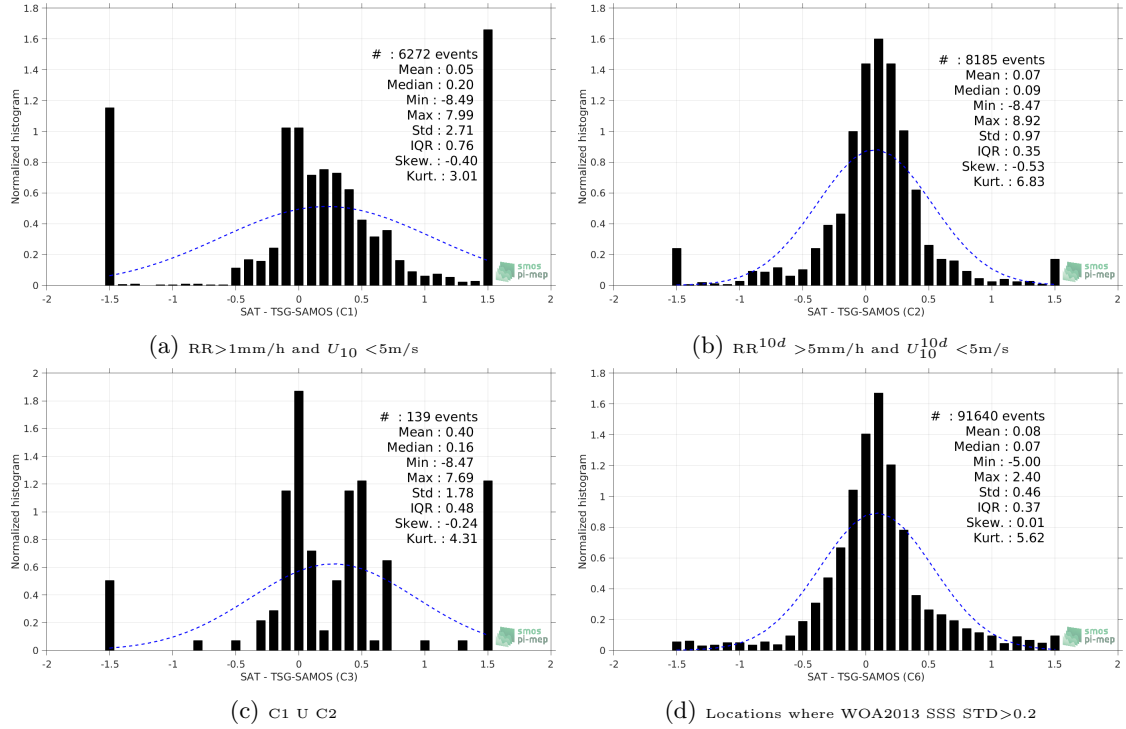 1.8
1.6
1.4
1.2
1
0.8
0.6
0.4
0.2
0
-2
-1.5
-1
-0.5
0
0.5
1
1.5
2
Normalized histogram
# : 6272 events
Mean : 0.05
Median : 0.20
Min : -8.49
Max : 7.99
Std : 2.71
IQR : 0.76
Skew. : -0.40
Kurt. : 3.01
smos
pi-mep
SAT - TSG-SAMOS (C1)
(a) RR>1mm/h and U10 <5m/s
1.8
1.6
1.4
1.2
1
0.8
0.6
0.4
0.2
0
-2
-1.5
-1
-0.5
0
0.5
1
1.5
2
Normalized histogram
# : 8185 events
Mean : 0.07
Median : 0.09
Min : -8.47
Max : 8.92
Std : 0.97
IQR : 0.35
Skew. : -0.53
Kurt. : 6.83
smos
pi-mep
SAT - TSG-SAMOS (C2)
(b) RR10d >5mm/h and U10 10d <5m/s
2
1.8
1.6
1.4
1.2
1
0.8
0.6
0.4
0.2
0
-2
-1.5
-1
-0.5
0
0.5
1
1.5
2
Normalized histogram
# : 139 events
Mean : 0.40
Median : 0.16
Min : -8.47
Max : 7.69
Std : 1.78
IQR : 0.48
Skew. : -0.24
Kurt. : 4.31
smos
pi-mep
SAT - TSG-SAMOS (C3)
(c) C1 U C2
1.8
1.6
1.4
1.2
1
0.8
0.6
0.4
0.2
0
-2
-1.5
-1
-0.5
0
0.5
1
1.5
2
Normalized histogram
# : 91640 events
Mean : 0.08
Median : 0.07
Min : -5.00
Max : 2.40
Std : 0.46
IQR : 0.37
Skew. : 0.01
Kurt. : 5.62
smos
pi-mep
SAT - TSG-SAMOS (C6)
(d) Locations where WOA2013 SSS STD>0.2